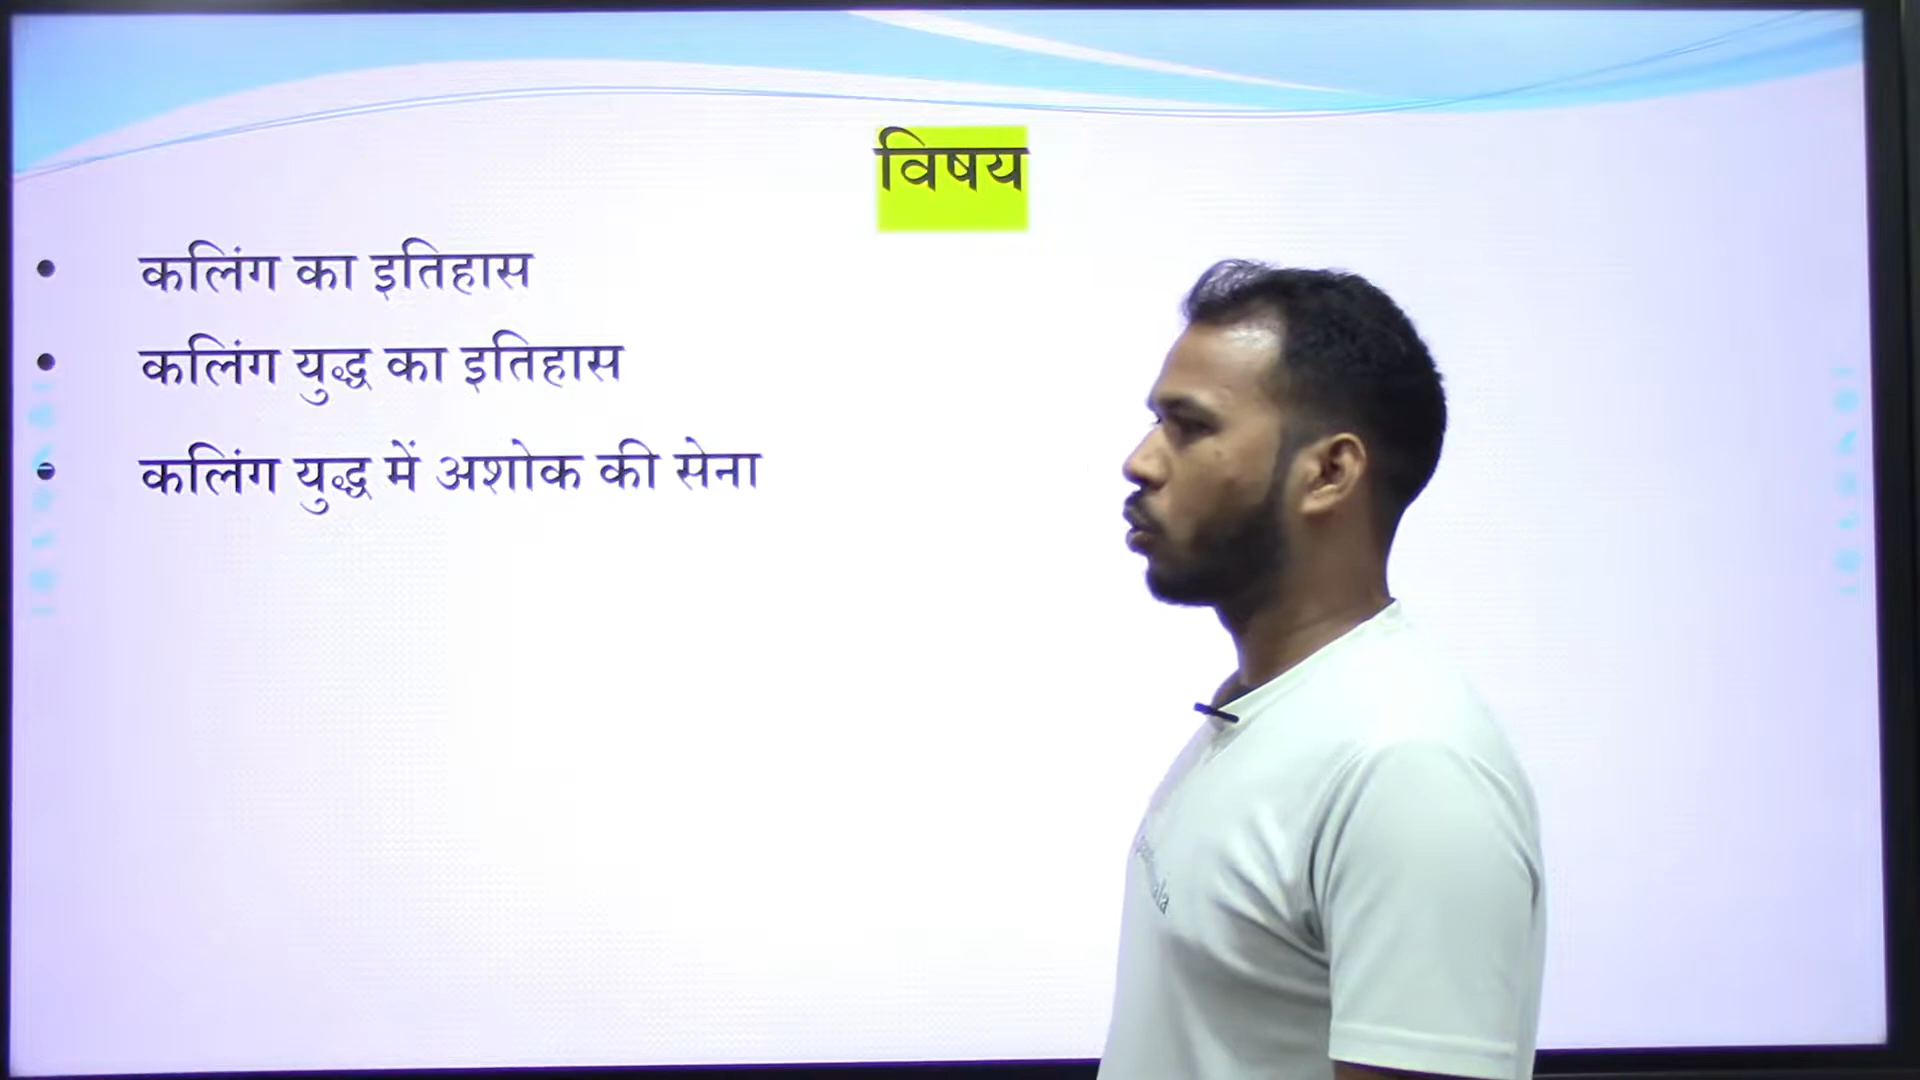 विषय
कलिंग का इतिहास
कलिंग युद्ध का इतिहास
कलिंग युद्ध में अशोक की सेना